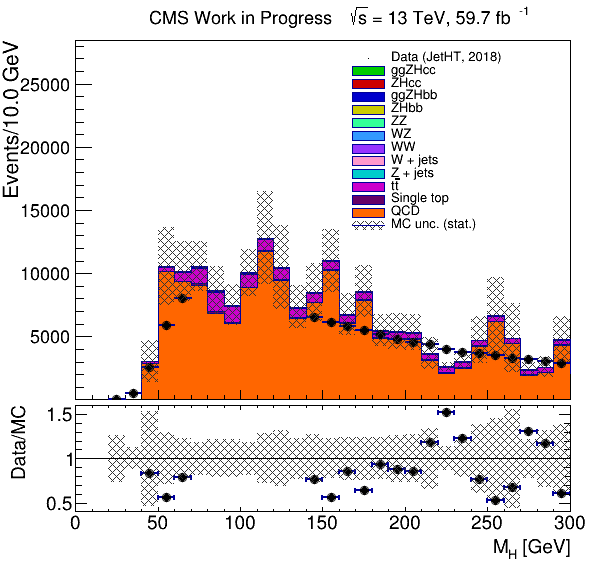 CMS Work in Progress √s = 13 TeV, 59.7 fb⁻¹
Events/10.0 GeV
25000
20000
15000
10000
5000
Data (JetHT, 2018)
ggZHcc
ZHcc
ggZHbb
ZHbb
ZZ
WZ
WW
W + jets
Z + jets
tt̅
Single top
QCD
MC unc. (stat.)
Data/MC
1.5
1
0.5
0 50 100 150 200 250 300
M_H [GeV]